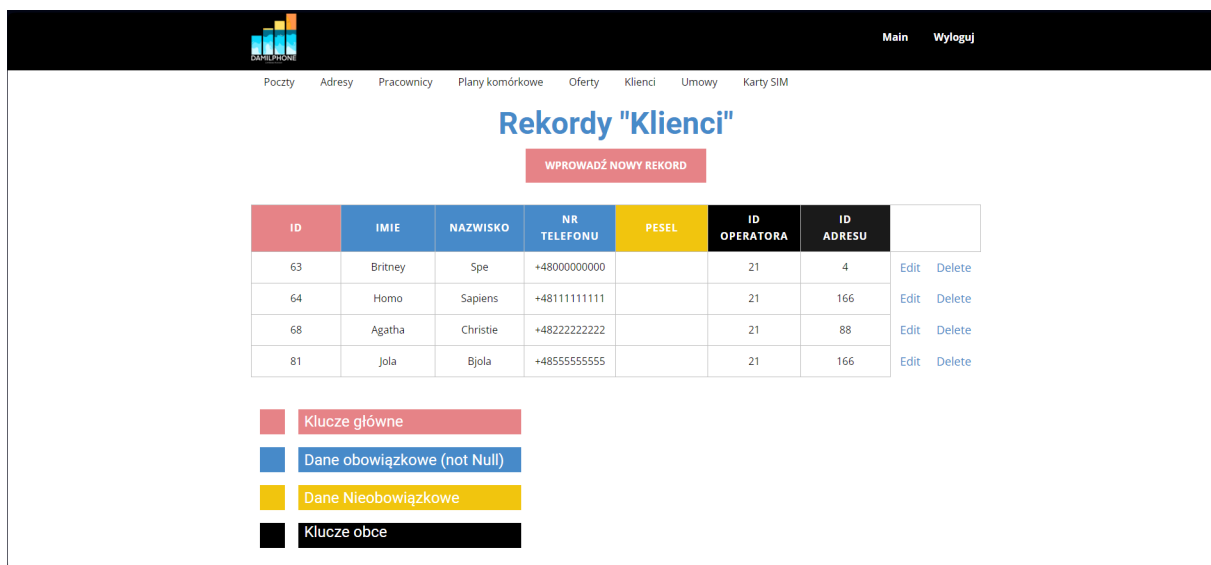 Main Wyloguj
DAMILPHONE
Poczty Adresy Pracownicy Plany komórkowe Oferty Klienci Umowy Karty SIM
Rekordy "Klienci"
WPROWADŹ NOWY REKORD
ID IMIE NAZWISKO NR TELEFONU PESEL ID OPERATORA ID ADRESU
63 Britney Spe +48000000000 21 4 Edit Delete
64 Homo Sapiens +48111111111 21 166 Edit Delete
68 Agatha Christie +48222222222 21 88 Edit Delete
81 Jola Bjola +48555555555 21 166 Edit Delete
Klucze główne
Dane obowiązkowe (not Null)
Dane Nieobowiązkowe
Klucze obce